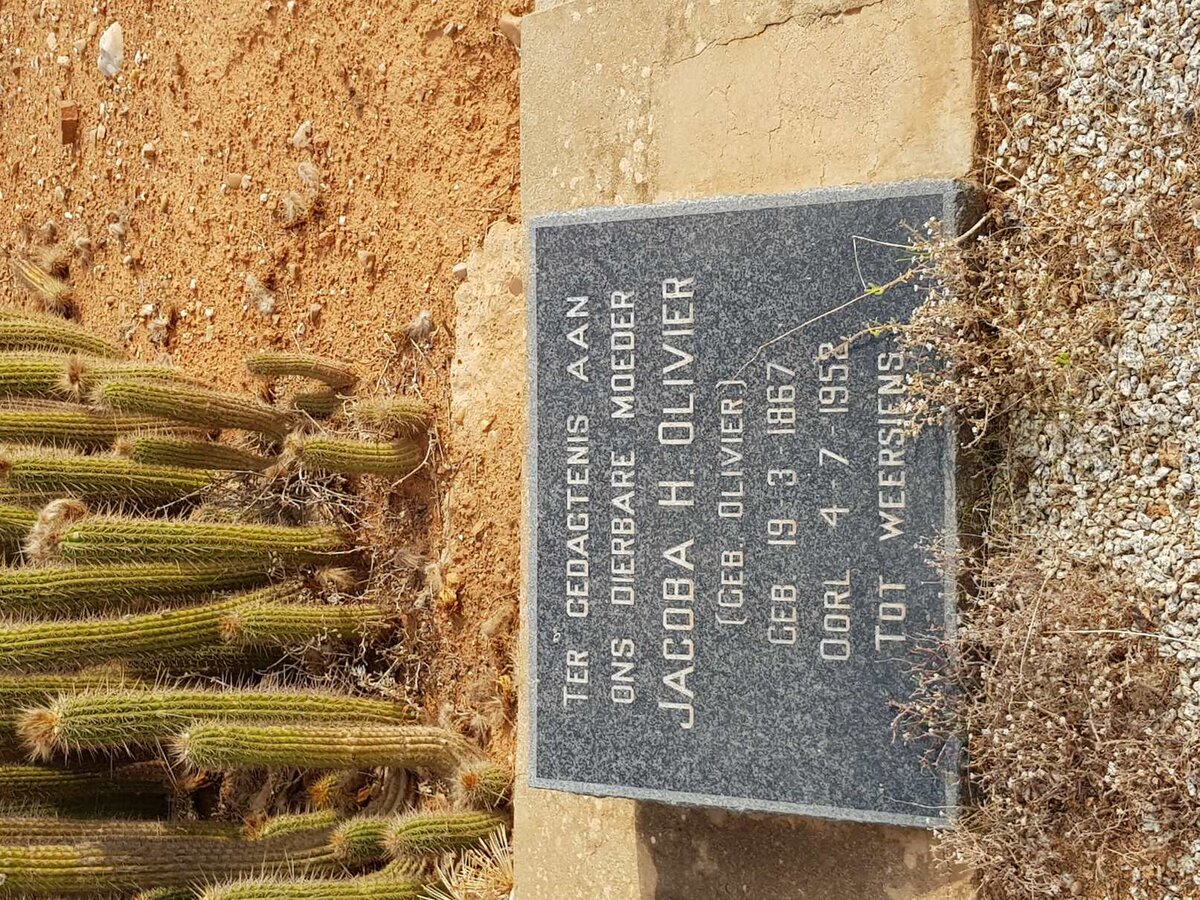 TER GEDAGTENIS AAN
ONS DIERBARE MOEDER
JACOBA H. OLIVIER
(GEB OLIVIER)
GEB 19-3-1867
OORL 4-7-1952
TOT WEERSIENS